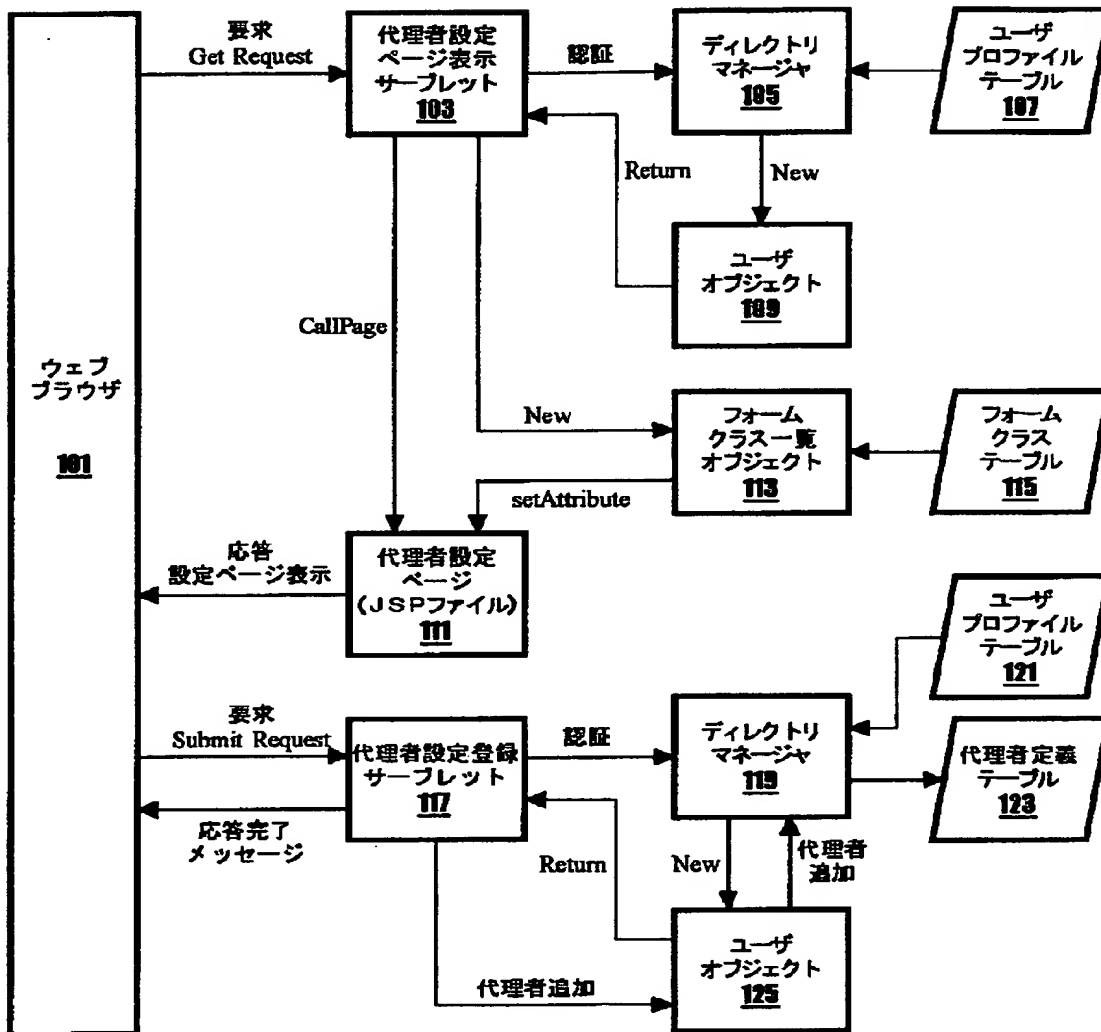 要求
Get Request
代理者設定
ページ表示
サーブレット
103
認証
ディレクトリ
マネージャ
105
ユーザ
プロファイル
テーブル
107
Return
New
ユーザ
オブジェクト
109
CallPage
ウェブ
ブラウザ
101
New
フォーム
クラス一覧
オブジェクト
113
フォーム
クラス
テーブル
115
setAttribute
応答
設定ページ表示
代理者設定
ページ
(JSPファイル)
111
ユーザ
プロファイル
テーブル
121
要求
Submit Request
代理者設定登録
サーブレット
117
認証
ディレクトリ
マネージャ
119
代理者定義
テーブル
123
応答完了
メッセージ
Return
New
代理者
追加
ユーザ
オブジェクト
125
代理者追加